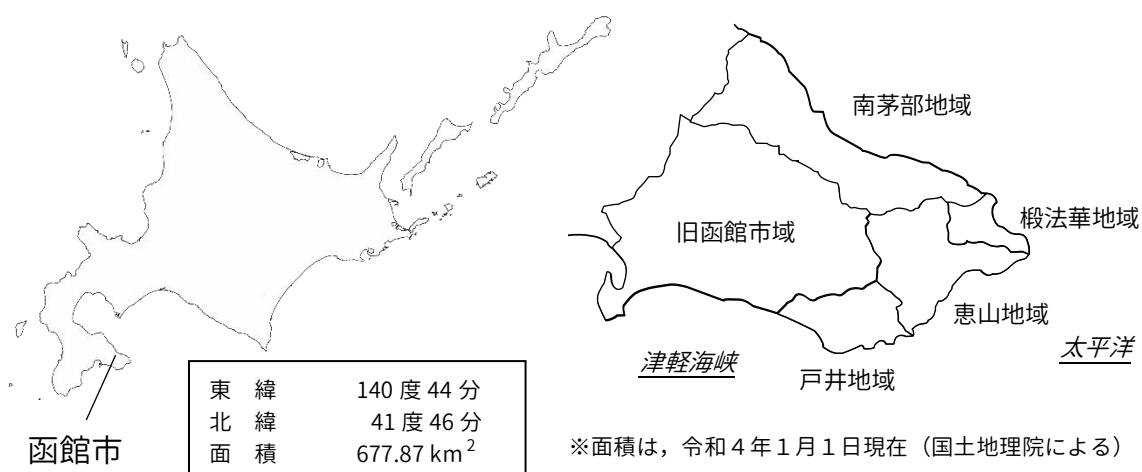 函館市
東　緯　140 度 44 分
北　緯　41 度 46 分
面　積　677.87 km²
南茅部地域
椴法華地域
旧函館市域
恵山地域
戸井地域
津軽海峡
太平洋
※面積は，令和４年１月１日現在（国土地理院による）